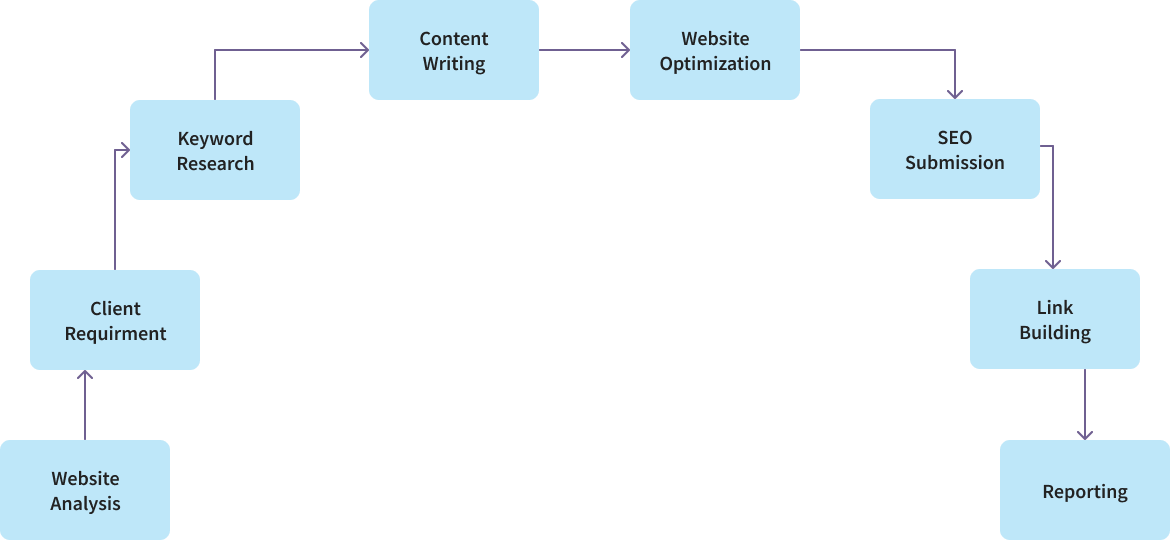 Website
Analysis
Client
Requirment
Keyword
Research
Content
Writing
Website
Optimization
SEO
Submission
Link
Building
Reporting